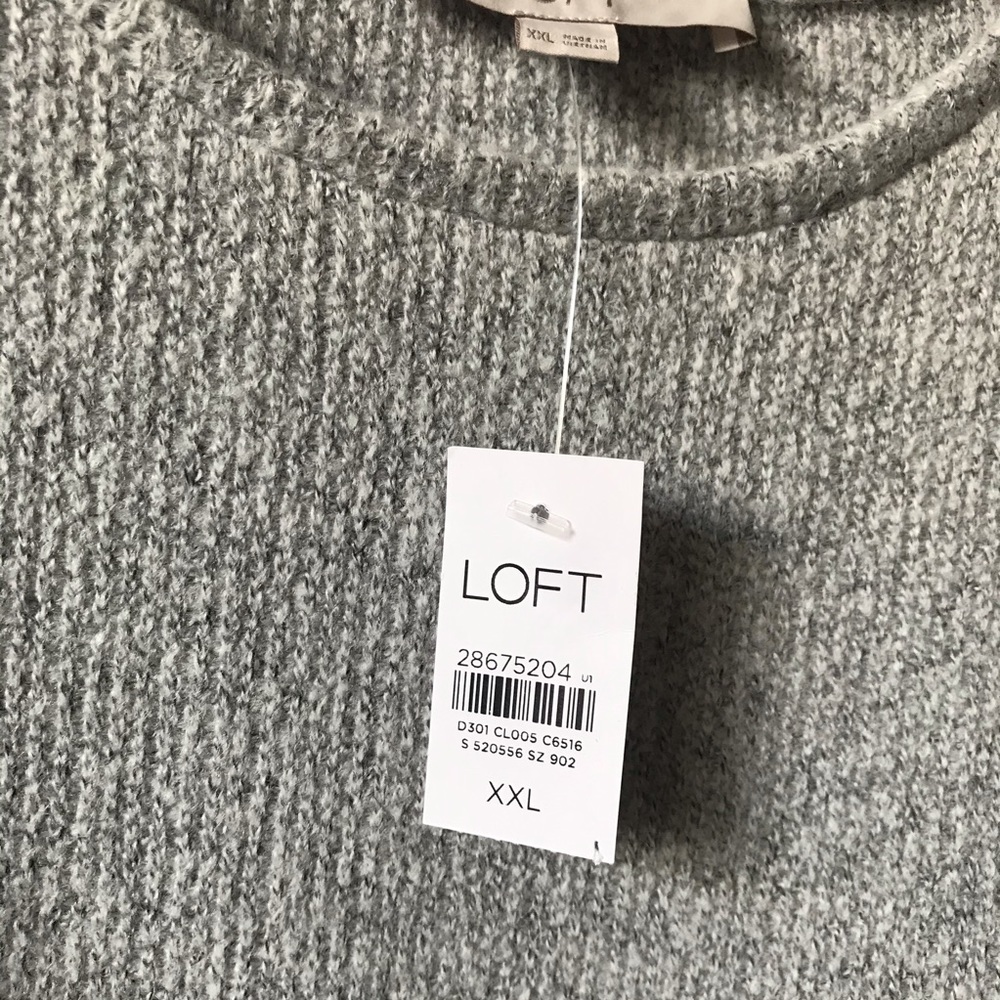 XXL MADE IN
VIETNAM
LOFT
28675204 U1
D301 CL005 C6516
S 520556 SZ 902
XXL